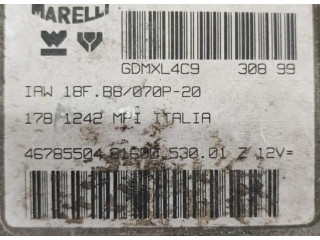 MARELLI
GDMXL4C9 308 99
IAW 18F.B8/070P-20
178 1242 MPI ITALIA
46785504 61600.530.01 Z 12V=